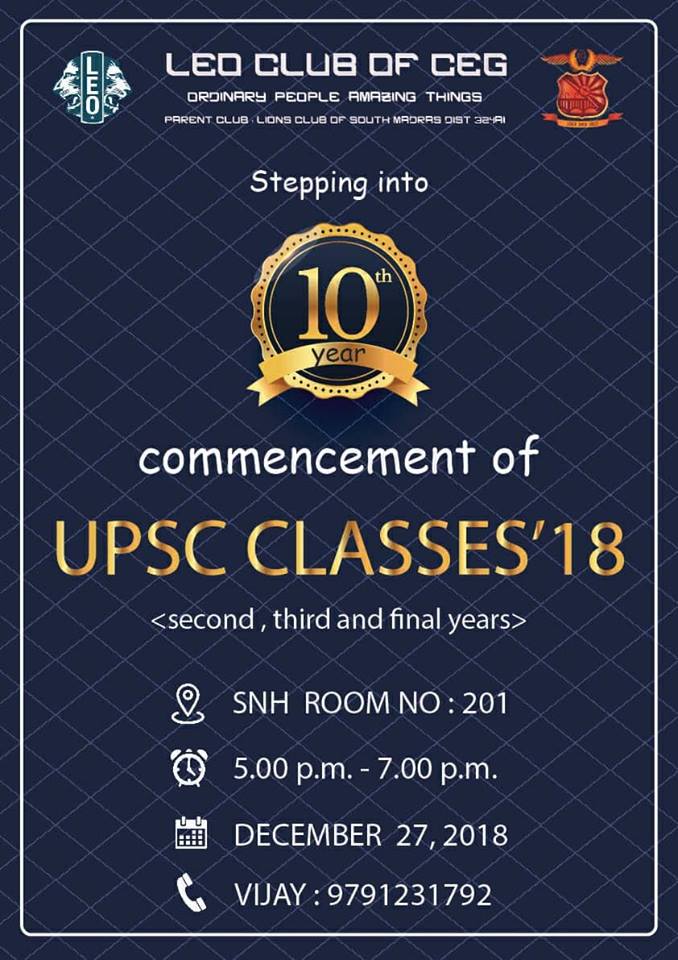 LEO
LEO CLUB OF CEG
ORDINARY PEOPLE AMAZING THINGS
PARENT CLUB : LIONS CLUB OF SOUTH MADRAS DIST 324A1
Stepping into
10th
year
commencement of
UPSC CLASSES'18
<second , third and final years>
SNH ROOM NO : 201
5.00 p.m. - 7.00 p.m.
DECEMBER 27, 2018
VIJAY : 9791231792